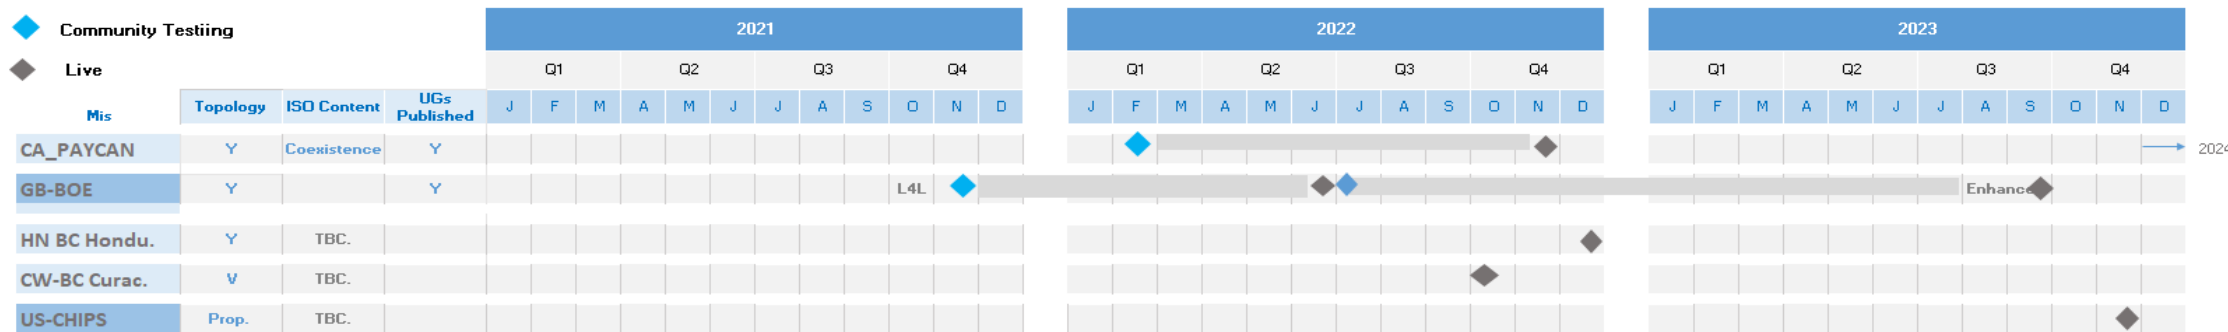 Community Testiing
Live
2021 2022 2023
Q1 Q2 Q3 Q4 Q1 Q2 Q3 Q4 Q1 Q2 Q3 Q4
Mis Topology ISO Content UGs Published J F M A M J J A S O N D J F M A M J J A S O N D J F M A M J J A S O N D
CA_PAYCAN Y Coexistence Y 2024
GB-BOE Y Y L4L Enhance
HN BC Hondu. Y TBC.
CW-BC Curac. V TBC.
US-CHIPS Prop. TBC.